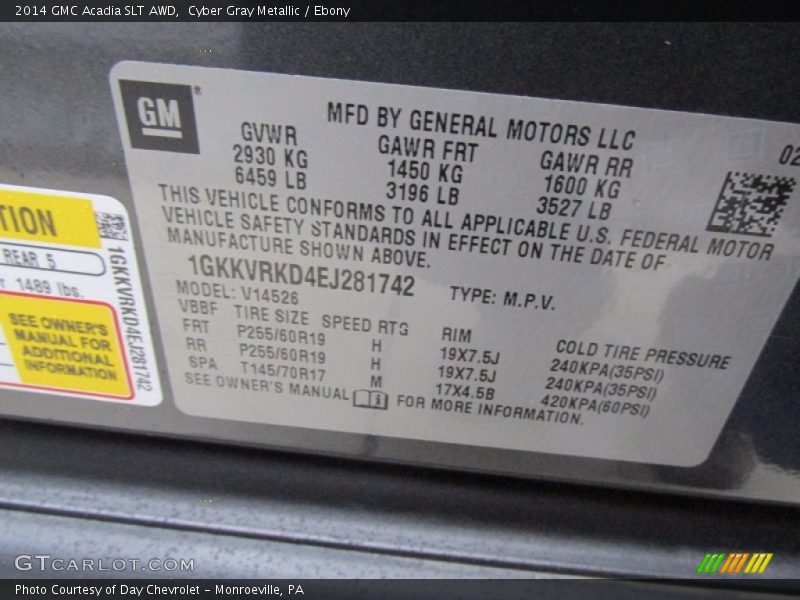 2014 GMC Acadia SLT AWD, Cyber Gray Metallic / Ebony
GM®
MFD BY GENERAL MOTORS LLC
02
GVWR GAWR FRT GAWR RR
2930 KG 1450 KG 1600 KG
6459 LB 3196 LB 3527 LB
THIS VEHICLE CONFORMS TO ALL APPLICABLE U.S. FEDERAL MOTOR
VEHICLE SAFETY STANDARDS IN EFFECT ON THE DATE OF
MANUFACTURE SHOWN ABOVE.
1GKKVRKD4EJ281742 TYPE: M.P.V.
MODEL: V14526
VBBF TIRE SIZE SPEED RTG RIM COLD TIRE PRESSURE
FRT P255/60R19 H 19X7.5J 240KPA(35PSI)
RR P255/60R19 H 19X7.5J 240KPA(35PSI)
SPA T145/70R17 M 17X4.5B 420KPA(60PSI)
SEE OWNER'S MANUAL FOR MORE INFORMATION.
TION
REAR 5
1489 lbs.
SEE OWNER'S
MANUAL FOR
ADDITIONAL
INFORMATION
1GKKVRKD4EJ281742
GTCARLOT.COM
Photo Courtesy of Day Chevrolet - Monroeville, PA